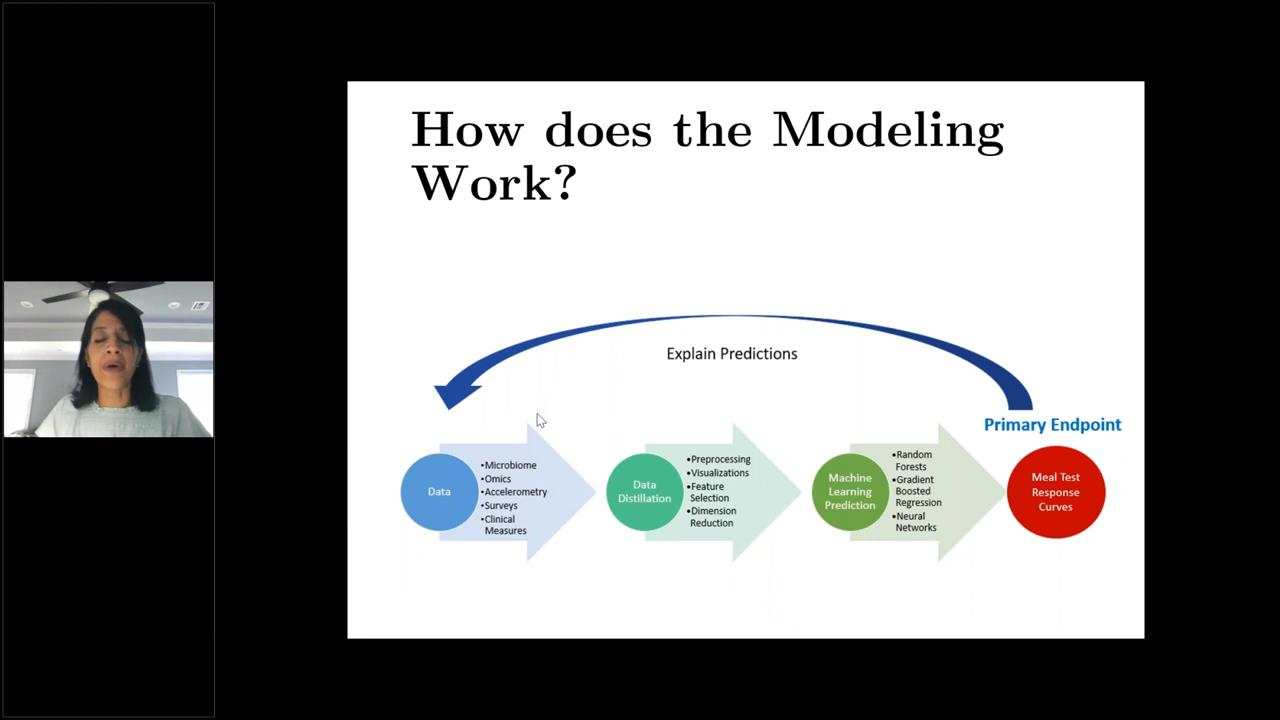 How does the Modeling
Work?
Explain Predictions
Primary Endpoint
Data
•Microbiome
•Omics
•Accelerometry
•Surveys
•Clinical
Measures
Data
Distillation
•Preprocessing
•Visualizations
•Feature
Selection
•Dimension
Reduction
Machine
Learning
Prediction
•Random
Forests
•Gradient
Boosted
Regression
•Neural
Networks
Meal Test
Response
Curves